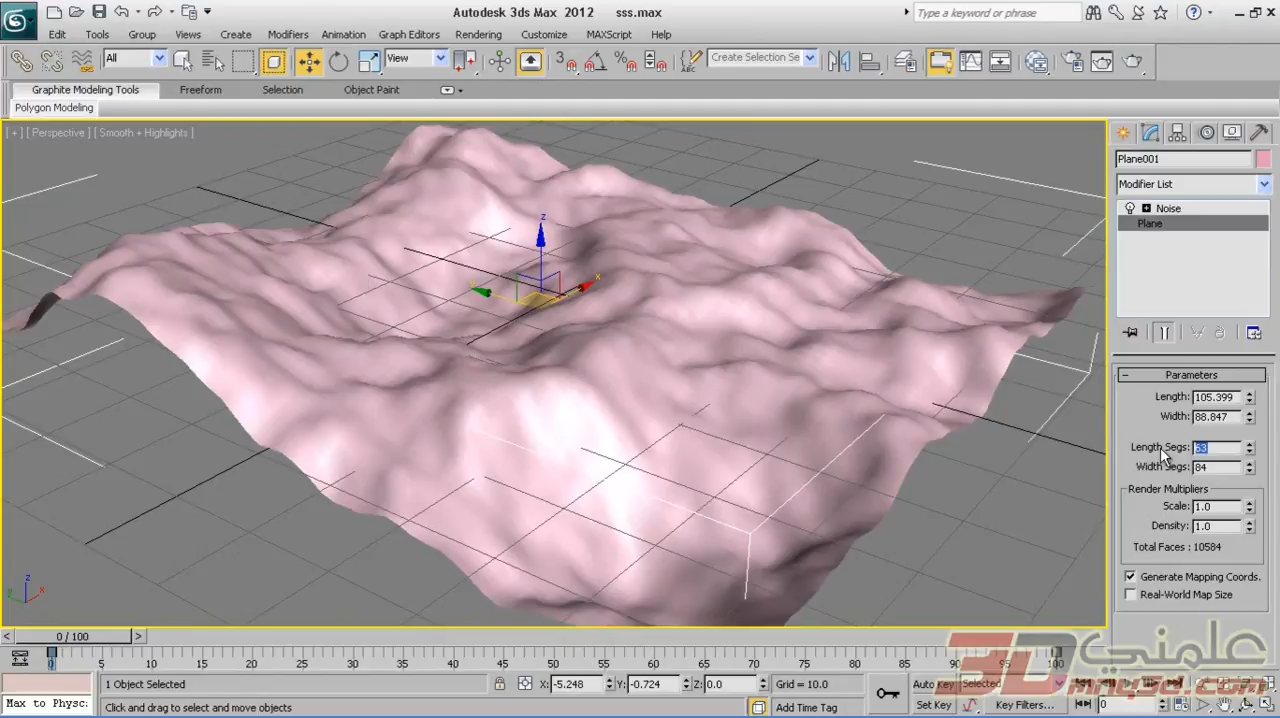 Autodesk 3ds Max 2012 sss.max
Type a keyword or phrase
Edit Tools Group Views Create Modifiers Animation Graph Editors Rendering Customize MAXScript Help
All View 3 Create Selection Se
Graphite Modeling Tools Freeform Selection Object Paint
Polygon Modeling
[ + ] [ Perspective ] [ Smooth + Highlights ]
Plane001
Modifier List
Noise
Plane
z
x
Parameters
Length: 105.399
Width: 88.847
Length Segs: 63
Width Segs: 84
Render Multipliers
Scale: 1.0
Density: 1.0
Total Faces : 10584
Generate Mapping Coords.
Real-World Map Size
z
x
0 / 100
0 5 10 15 20 25 30 35 40 45 50 55 60 65 70 75 80 85 90 95 100
علمني
3D
1 Object Selected X: -5.248 Y: -0.724 Z: 0.0 Grid = 10.0 Auto Key Selected
Max to Physc. Click and drag to select and move objects Add Time Tag Set Key Key Filters... 0